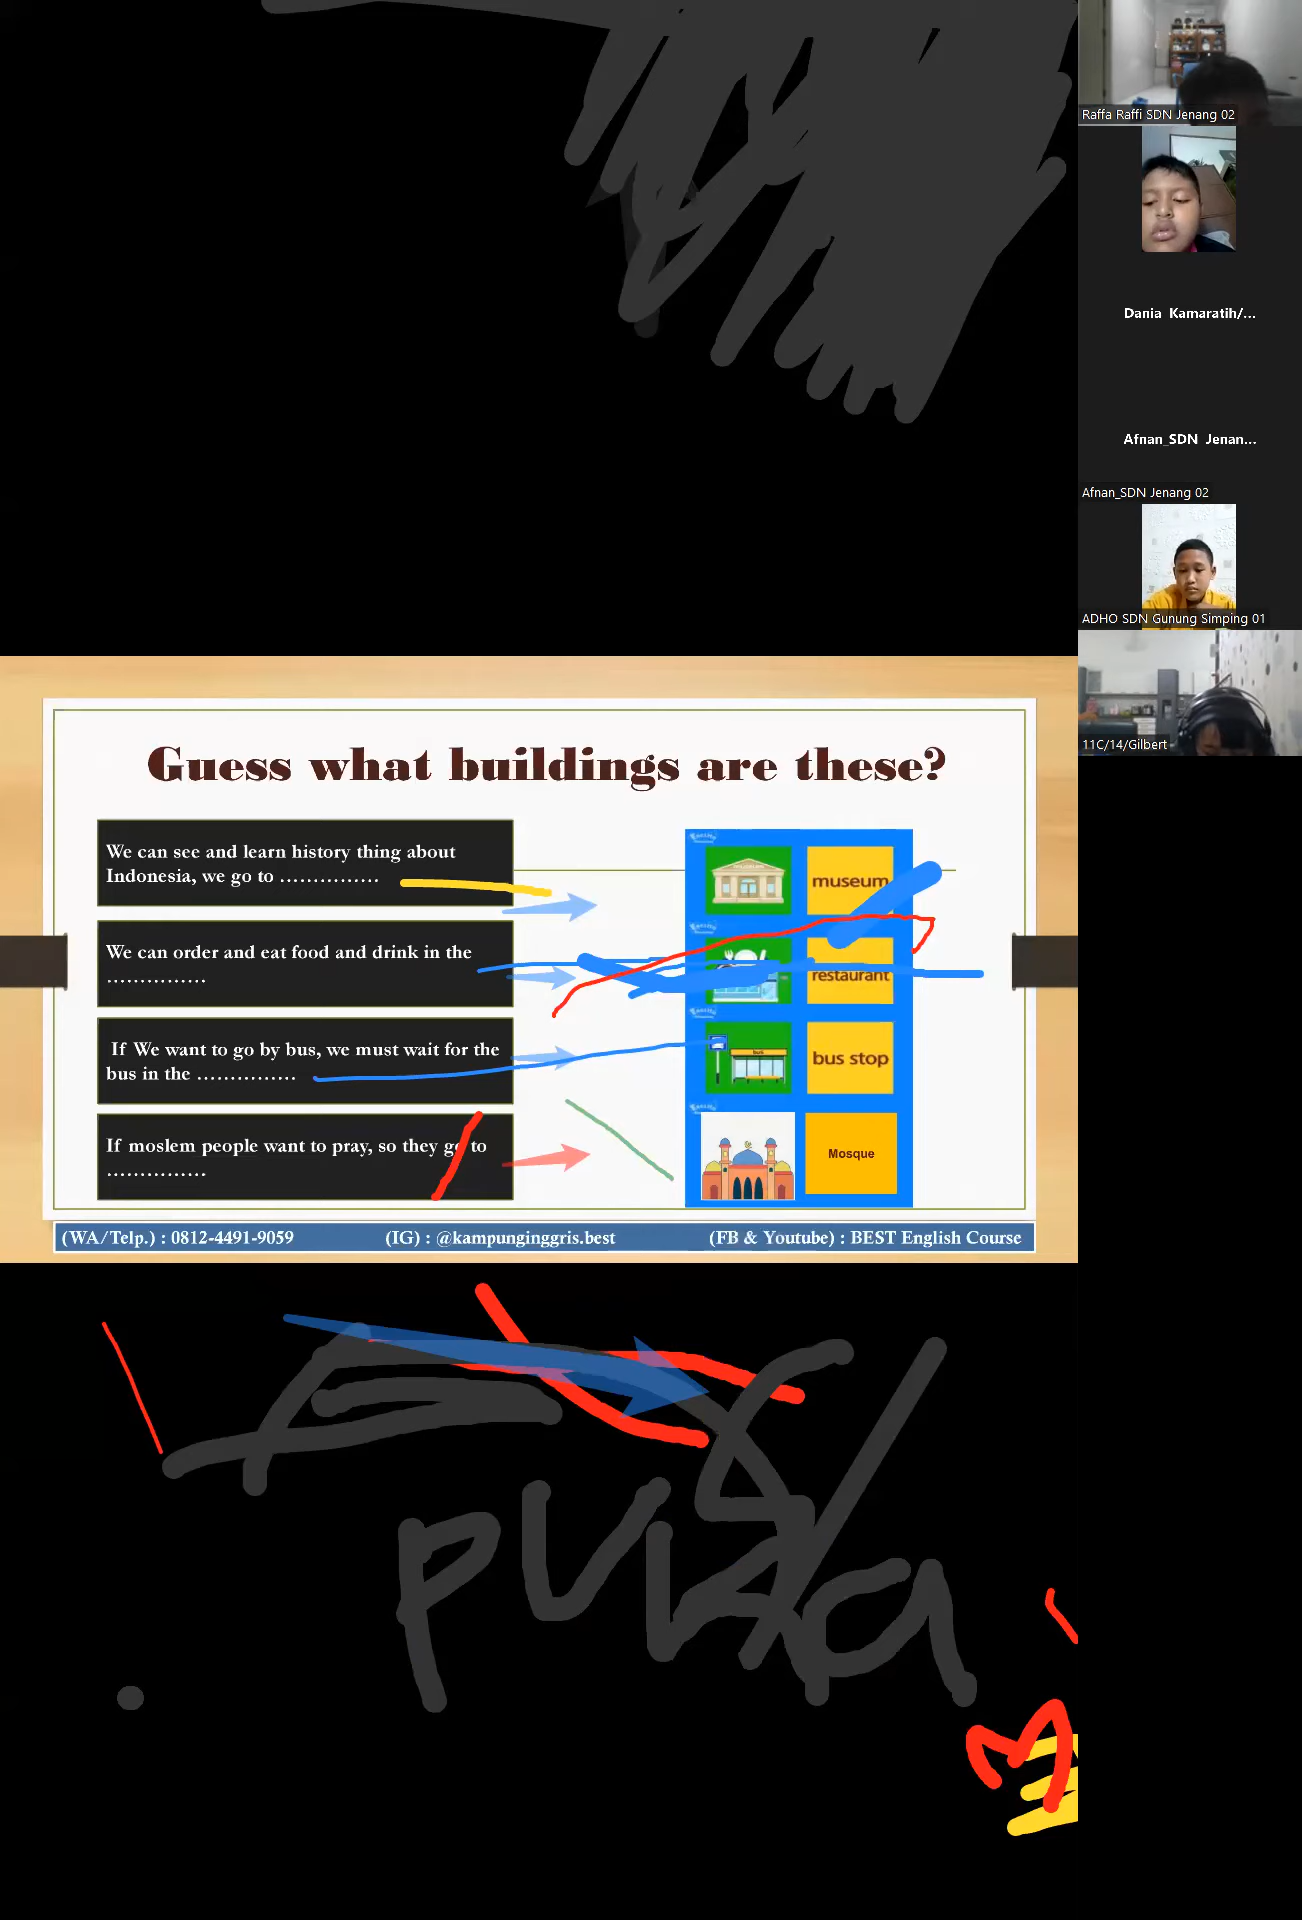 Raffa Raffi SDN Jenang 02
Dania Kamaratih/...
Afnan_SDN Jenan...
Afnan_SDN Jenang 02
ADHO SDN Gunung Simping 01
11C/14/Gilbert
Guess what buildings are these?
We can see and learn history thing about
Indonesia, we go to ...............
museum
We can order and eat food and drink in the
...............
restaurant
If We want to go by bus, we must wait for the
bus in the ...............
bus
bus stop
If moslem people want to pray, so they go to
...............
Mosque
(WA/Telp.) : 0812-4491-9059 (IG) : @kampunginggris.best (FB & Youtube) : BEST English Course